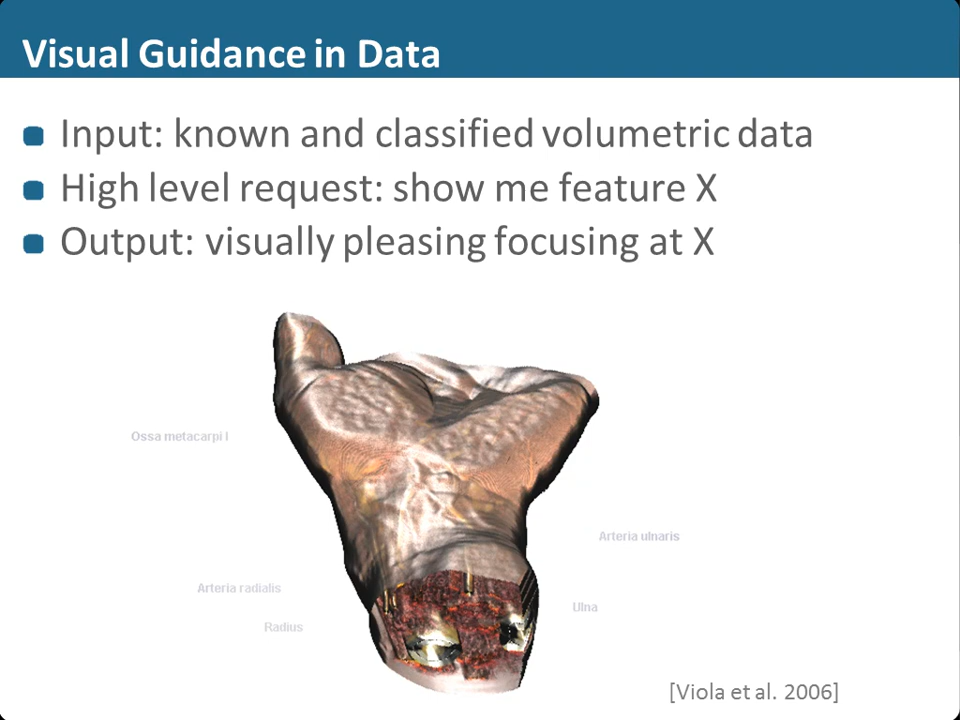 Visual Guidance in Data
Input: known and classified volumetric data
High level request: show me feature X
Output: visually pleasing focusing at X
Ossa metacarpi I
Arteria ulnaris
Arteria radialis
Ulna
Radius
[Viola et al. 2006]